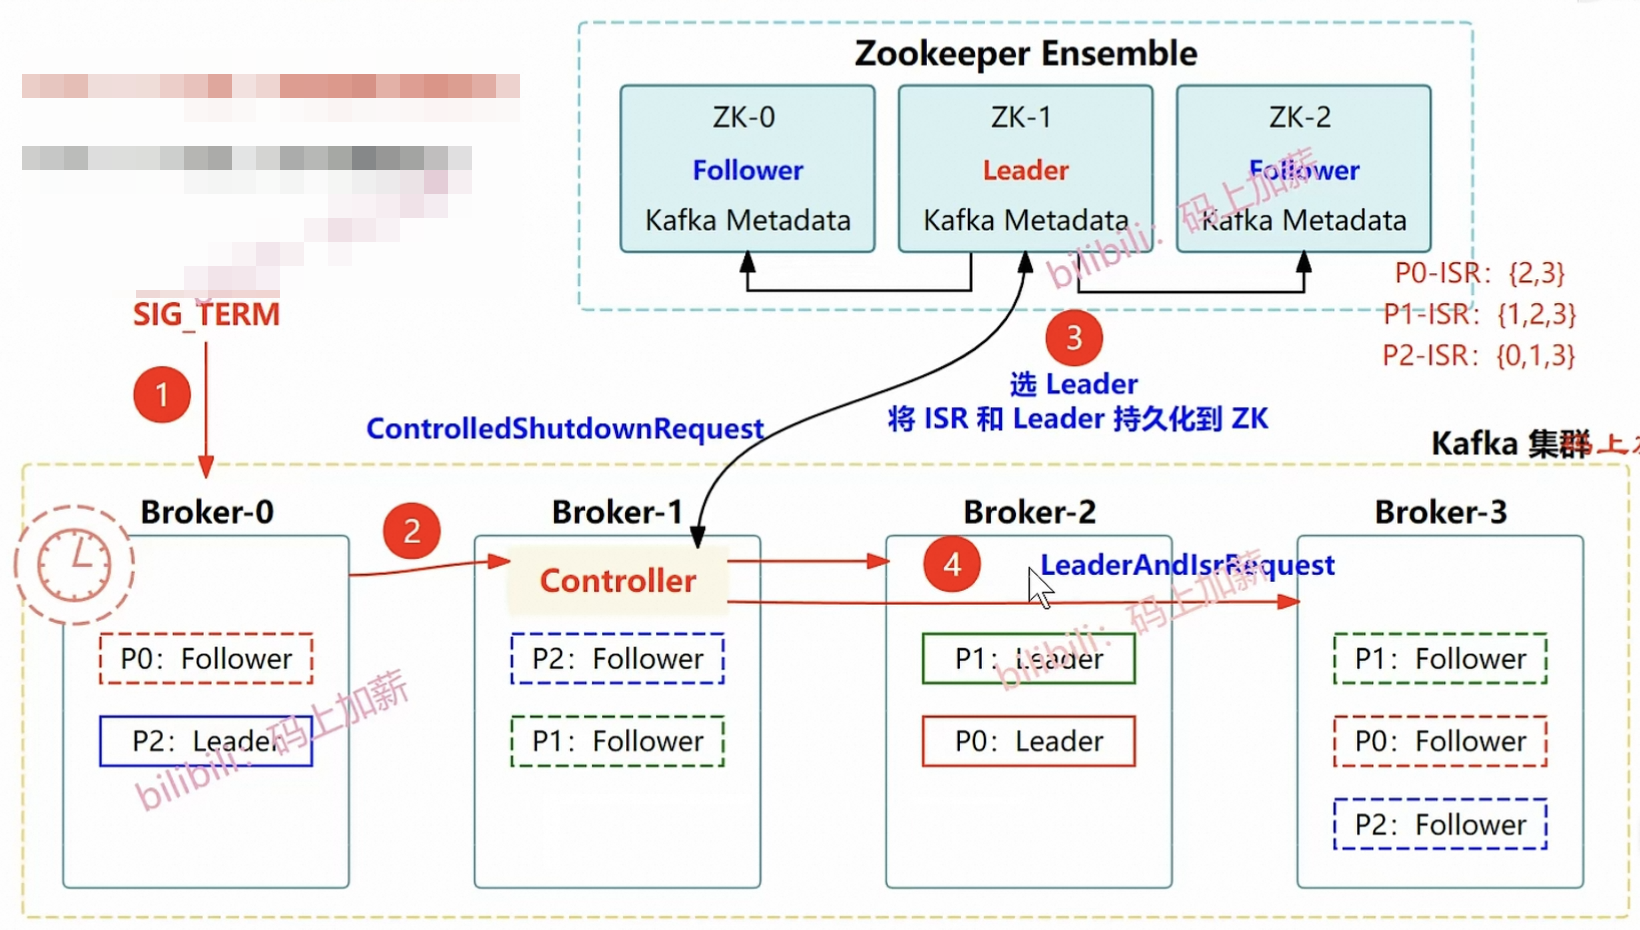 Zookeeper Ensemble
ZK-0
Follower
Kafka Metadata
ZK-1
Leader
Kafka Metadata
ZK-2
Follower
Kafka Metadata
bilibili：码上加薪
P0-ISR：{2,3}
P1-ISR：{1,2,3}
P2-ISR：{0,1,3}
SIG_TERM
1
3
选 Leader
将 ISR 和 Leader 持久化到 ZK
ControlledShutdownRequest
Kafka 集群
码上
Broker-0
2
Broker-1
Broker-2
Broker-3
Controller
4
LeaderAndIsrRequest
P0：Follower
P2：Leader
bilibili：码上加薪
P2：Follower
P1：Follower
P1：Leader
P0：Leader
bilibili：码上加薪
P1：Follower
P0：Follower
P2：Follower